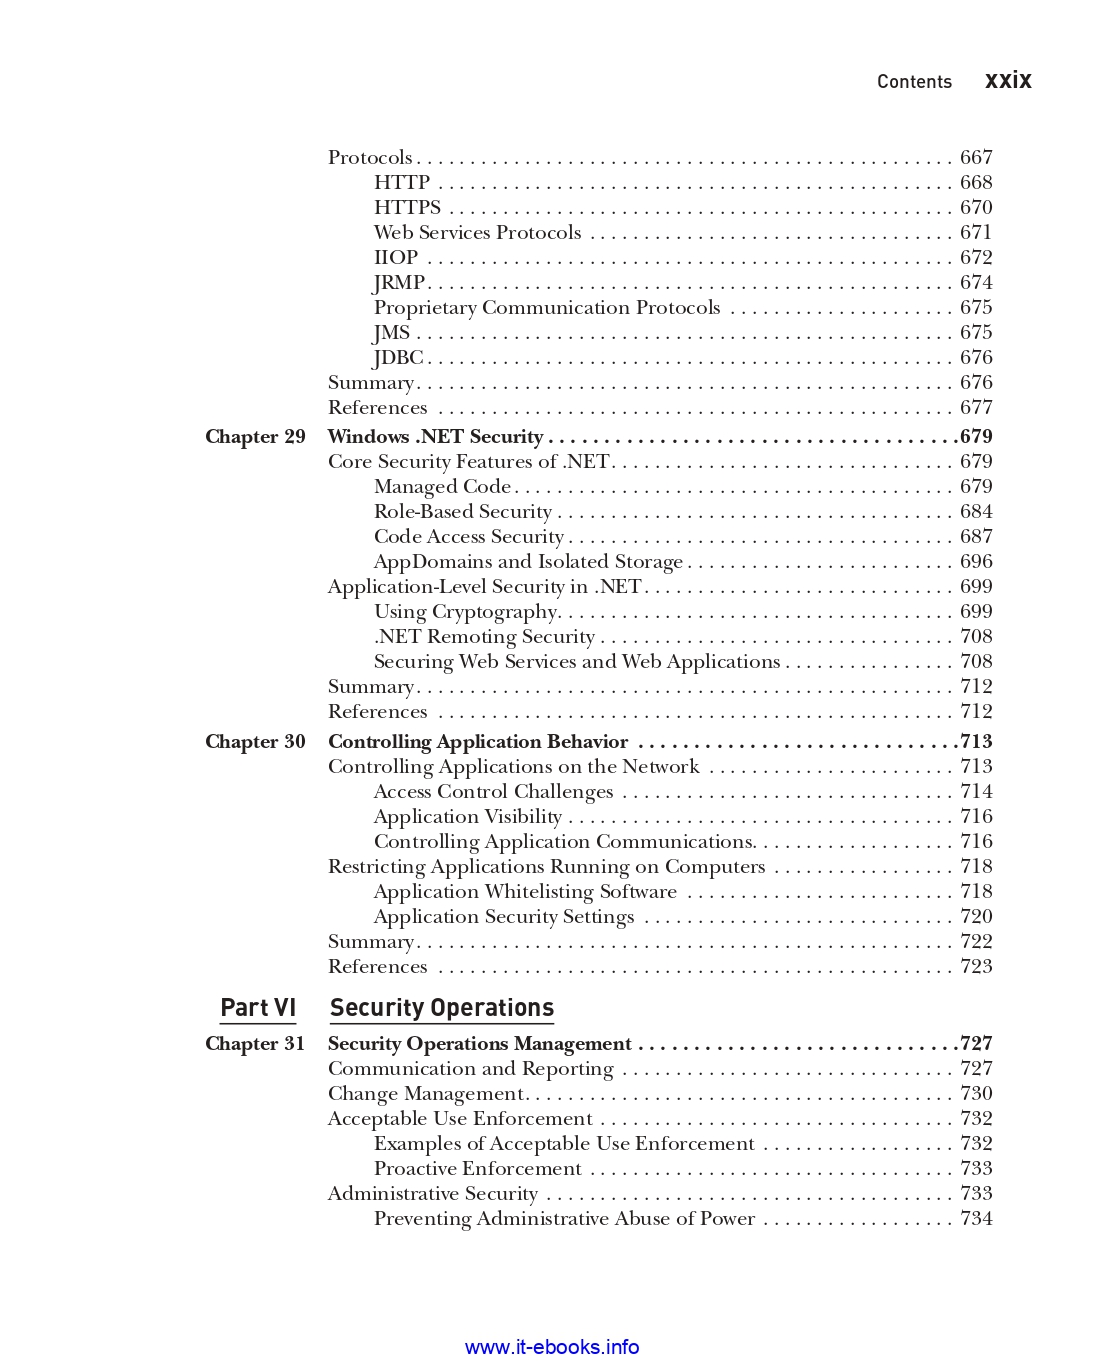 Contents xxix
Protocols . . . . . . . . . . . . . . . . . . . . . . . . . . . . . . . . . . . . . . . . . . . . . . . . . . 667
HTTP . . . . . . . . . . . . . . . . . . . . . . . . . . . . . . . . . . . . . . . . . . . . . . . . 668
HTTPS . . . . . . . . . . . . . . . . . . . . . . . . . . . . . . . . . . . . . . . . . . . . . . . 670
Web Services Protocols . . . . . . . . . . . . . . . . . . . . . . . . . . . . . . . . . . 671
IIOP . . . . . . . . . . . . . . . . . . . . . . . . . . . . . . . . . . . . . . . . . . . . . . . . . 672
JRMP . . . . . . . . . . . . . . . . . . . . . . . . . . . . . . . . . . . . . . . . . . . . . . . . . 674
Proprietary Communication Protocols . . . . . . . . . . . . . . . . . . . . . 675
JMS . . . . . . . . . . . . . . . . . . . . . . . . . . . . . . . . . . . . . . . . . . . . . . . . . . 675
JDBC . . . . . . . . . . . . . . . . . . . . . . . . . . . . . . . . . . . . . . . . . . . . . . . . . 676
Summary . . . . . . . . . . . . . . . . . . . . . . . . . . . . . . . . . . . . . . . . . . . . . . . . . . 676
References . . . . . . . . . . . . . . . . . . . . . . . . . . . . . . . . . . . . . . . . . . . . . . . . 677
Chapter 29 Windows .NET Security . . . . . . . . . . . . . . . . . . . . . . . . . . . . . . . . . . . . . 679
Core Security Features of .NET . . . . . . . . . . . . . . . . . . . . . . . . . . . . . . . . 679
Managed Code . . . . . . . . . . . . . . . . . . . . . . . . . . . . . . . . . . . . . . . . . 679
Role-Based Security . . . . . . . . . . . . . . . . . . . . . . . . . . . . . . . . . . . . . 684
Code Access Security . . . . . . . . . . . . . . . . . . . . . . . . . . . . . . . . . . . . 687
AppDomains and Isolated Storage . . . . . . . . . . . . . . . . . . . . . . . . . 696
Application-Level Security in .NET . . . . . . . . . . . . . . . . . . . . . . . . . . . . . 699
Using Cryptography . . . . . . . . . . . . . . . . . . . . . . . . . . . . . . . . . . . . . 699
.NET Remoting Security . . . . . . . . . . . . . . . . . . . . . . . . . . . . . . . . . 708
Securing Web Services and Web Applications . . . . . . . . . . . . . . . . 708
Summary . . . . . . . . . . . . . . . . . . . . . . . . . . . . . . . . . . . . . . . . . . . . . . . . . . 712
References . . . . . . . . . . . . . . . . . . . . . . . . . . . . . . . . . . . . . . . . . . . . . . . . 712
Chapter 30 Controlling Application Behavior . . . . . . . . . . . . . . . . . . . . . . . . . . . . . 713
Controlling Applications on the Network . . . . . . . . . . . . . . . . . . . . . . . 713
Access Control Challenges . . . . . . . . . . . . . . . . . . . . . . . . . . . . . . . 714
Application Visibility . . . . . . . . . . . . . . . . . . . . . . . . . . . . . . . . . . . . 716
Controlling Application Communications . . . . . . . . . . . . . . . . . . . 716
Restricting Applications Running on Computers . . . . . . . . . . . . . . . . . 718
Application Whitelisting Software . . . . . . . . . . . . . . . . . . . . . . . . . 718
Application Security Settings . . . . . . . . . . . . . . . . . . . . . . . . . . . . . 720
Summary . . . . . . . . . . . . . . . . . . . . . . . . . . . . . . . . . . . . . . . . . . . . . . . . . . 722
References . . . . . . . . . . . . . . . . . . . . . . . . . . . . . . . . . . . . . . . . . . . . . . . . 723
Part VI Security Operations
Chapter 31 Security Operations Management . . . . . . . . . . . . . . . . . . . . . . . . . . . . . 727
Communication and Reporting . . . . . . . . . . . . . . . . . . . . . . . . . . . . . . . 727
Change Management . . . . . . . . . . . . . . . . . . . . . . . . . . . . . . . . . . . . . . . . 730
Acceptable Use Enforcement . . . . . . . . . . . . . . . . . . . . . . . . . . . . . . . . . 732
Examples of Acceptable Use Enforcement . . . . . . . . . . . . . . . . . . 732
Proactive Enforcement . . . . . . . . . . . . . . . . . . . . . . . . . . . . . . . . . . 733
Administrative Security . . . . . . . . . . . . . . . . . . . . . . . . . . . . . . . . . . . . . . 733
Preventing Administrative Abuse of Power . . . . . . . . . . . . . . . . . . 734
www.it-ebooks.info